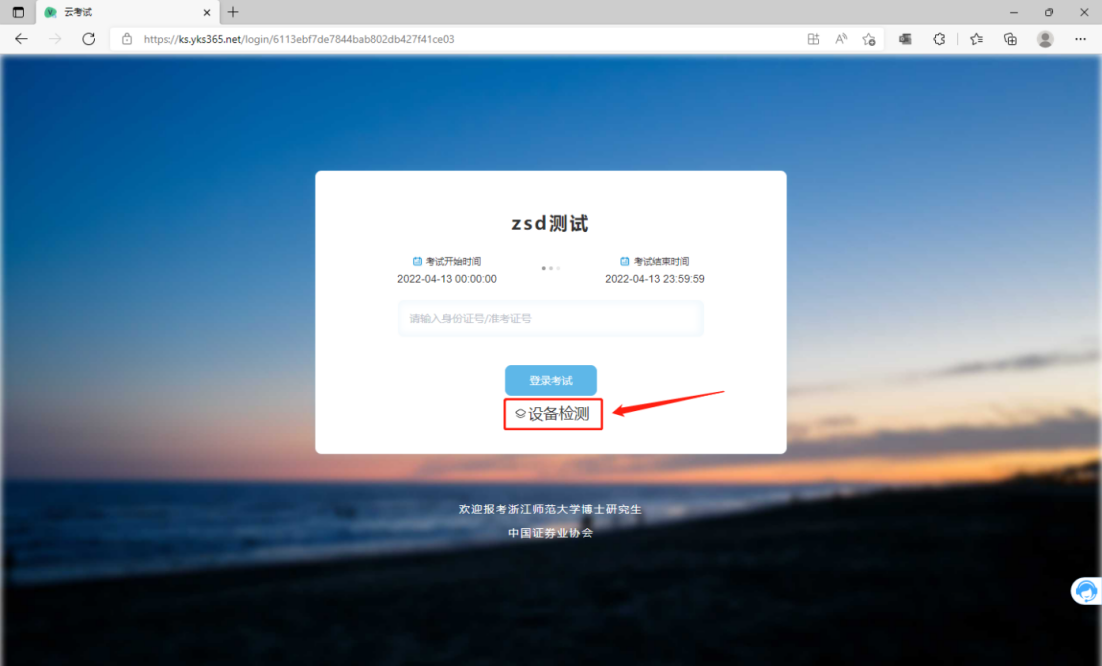 云考试
https://ks.yks365.net/login/6113ebf7de7844bab802db427f41ce03
zsd测试
考试开始时间
考试结束时间
2022-04-13 00:00:00
2022-04-13 23:59:59
请输入身份证号/准考证号
登录考试
设备检测
欢迎报考浙江师范大学博士研究生
中国证券业协会